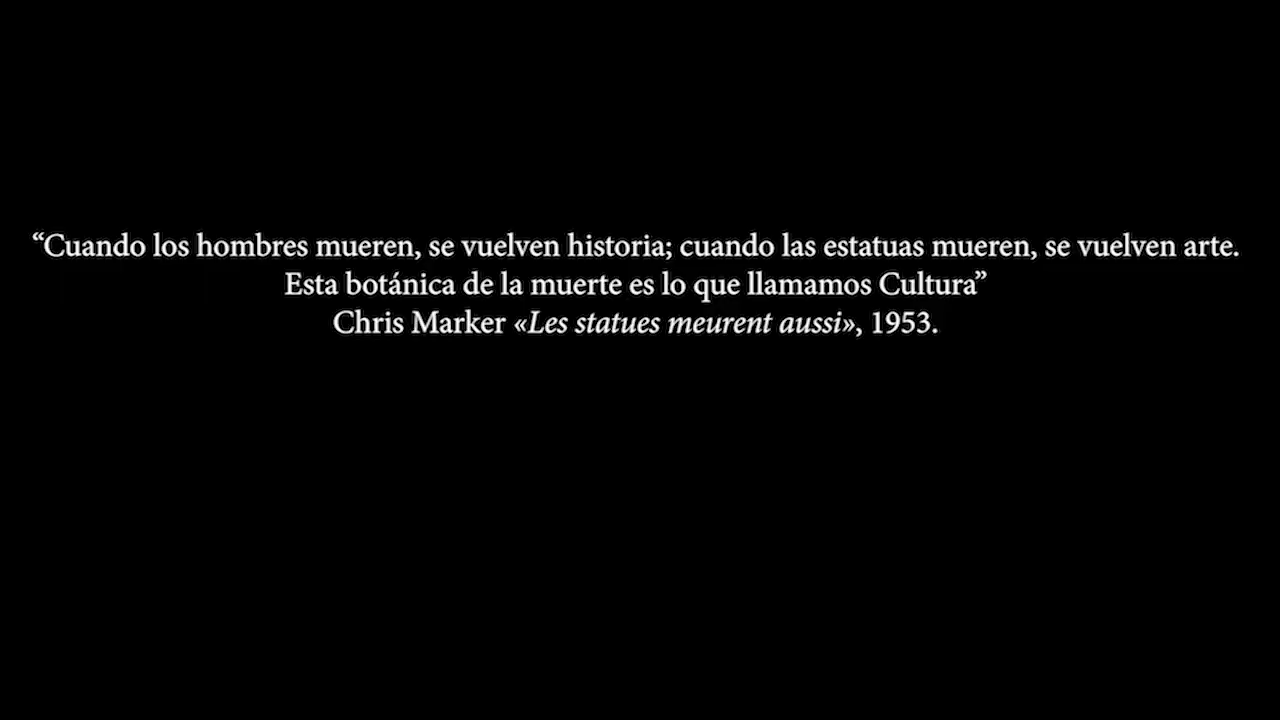 “Cuando los hombres mueren, se vuelven historia; cuando las estatuas mueren, se vuelven arte.
Esta botánica de la muerte es lo que llamamos Cultura”
Chris Marker «Les statues meurent aussi», 1953.